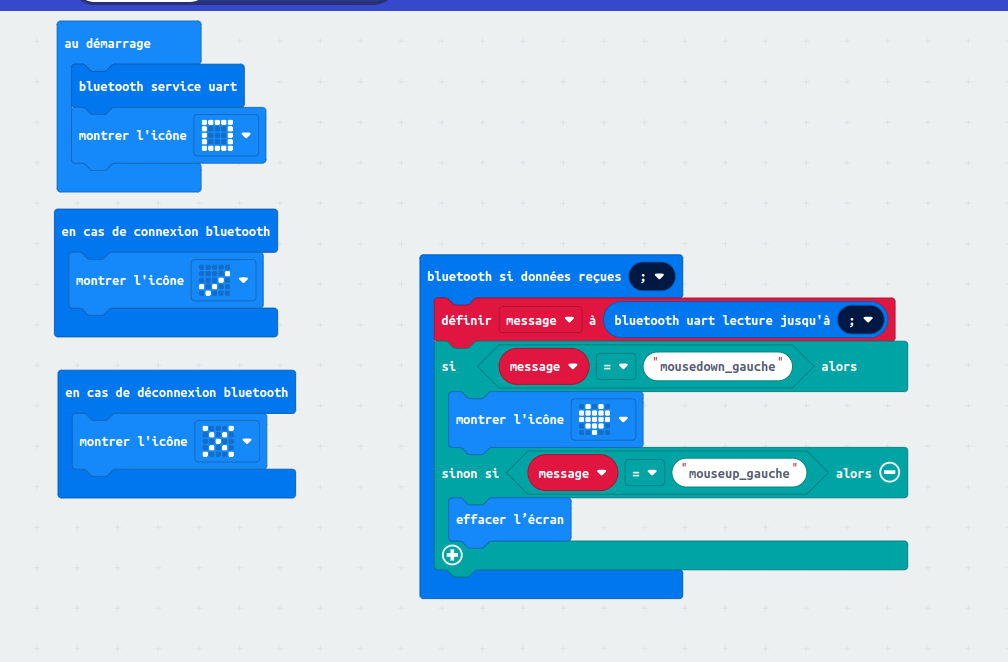 au démarrage
bluetooth service uart
montrer l'icône
en cas de connexion bluetooth
montrer l'icône
en cas de déconnexion bluetooth
montrer l'icône
bluetooth si données reçues ;
définir message à bluetooth uart lecture jusqu'à ;
si message = "mousedown_gauche" alors
montrer l'icône
sinon si message = "mouseup_gauche" alors
effacer l’écran